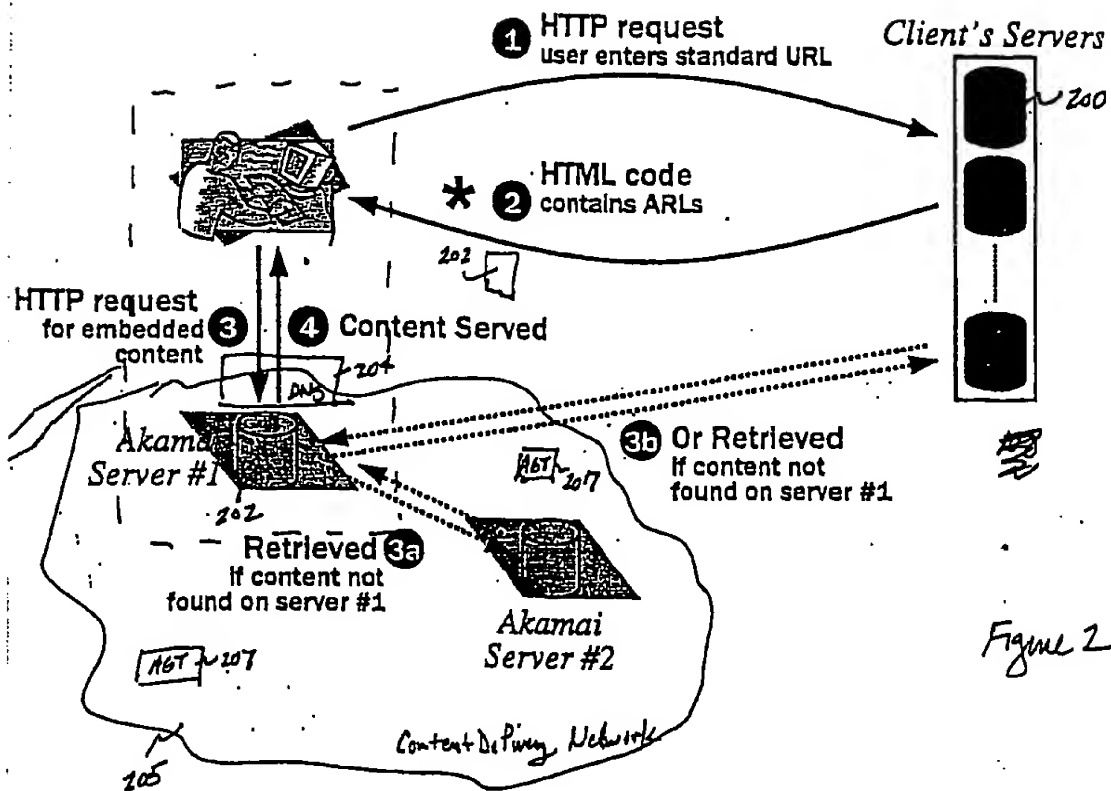 1 HTTP request
user enters standard URL
Client's Servers
200
* 2 HTML code
contains ARLs
202
HTTP request
for embedded
content
3
4 Content Served
204
DNS
Akamai
Server #1
202
AGT 207
3b Or Retrieved
if content not
found on server #1
Retrieved 3a
if content not
found on server #1
Akamai
Server #2
Figure 2
AGT 207
205
Content Delivery Network